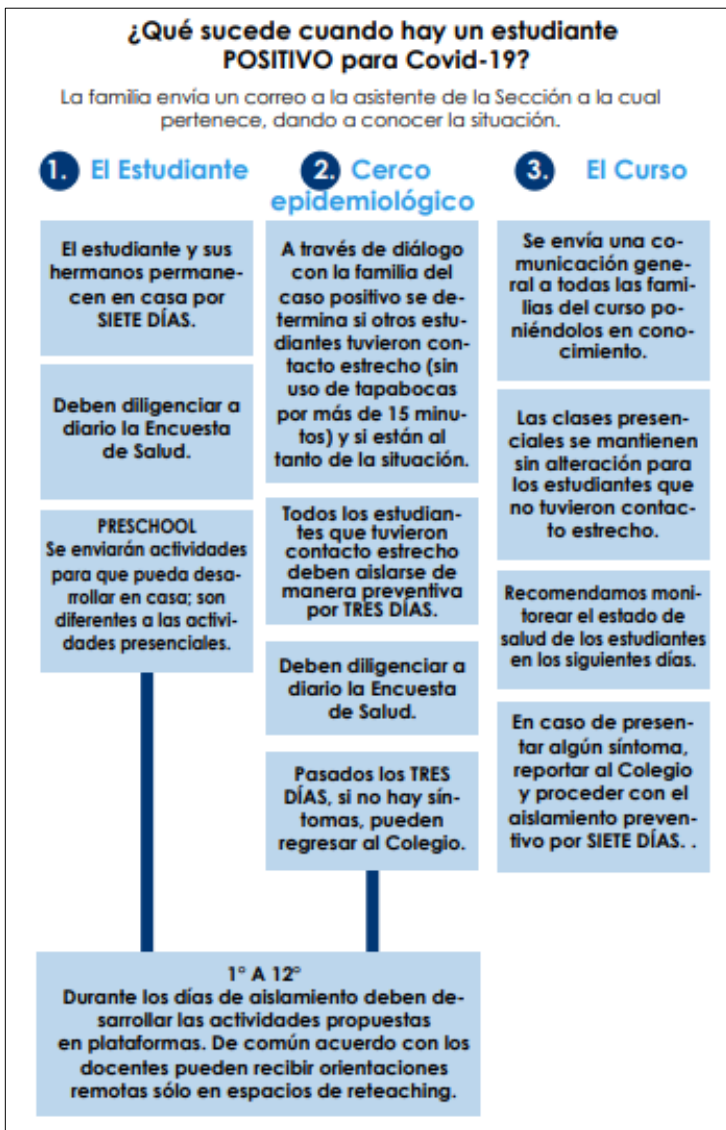 ¿Qué sucede cuando hay un estudiante
POSITIVO para Covid-19?
La familia envía un correo a la asistente de la Sección a la cual
pertenece, dando a conocer la situación.
1. El Estudiante
El estudiante y sus
hermanos permane-
cen en casa por
SIETE DÍAS.
Deben diligenciar a
diario la Encuesta
de Salud.
PRESCHOOL
Se enviarán actividades
para que pueda desa-
rrollar en casa; son
diferentes a las activi-
dades presenciales.
2. Cerco
epidemiológico
A través de diálogo
con la familia del
caso positivo se de-
termina si otros estu-
diantes tuvieron con-
tacto estrecho (sin
uso de tapabocas
por más de 15 minu-
tos) y si están al
tanto de la situación.
Todos los estudian-
tes que tuvieron
contacto estrecho
deben aislarse de
manera preventiva
por TRES DÍAS.
Deben diligenciar a
diario la Encuesta
de Salud.
Pasados los TRES
DÍAS, si no hay sín-
tomas, pueden
regresar al Colegio.
3. El Curso
Se envía una co-
municación gene-
ral a todas las fami-
lias del curso po-
niéndolos en cono-
cimiento.
Las clases presen-
ciales se mantienen
sin alteración para
los estudiantes que
no tuvieron contac-
to estrecho.
Recomendamos moni-
torear el estado de
salud de los estudiantes
en los siguientes días.
En caso de presen-
tar algún síntoma,
reportar al Colegio
y proceder con el
aislamiento preven-
tivo por SIETE DÍAS. .
1° A 12°
Durante los días de aislamiento deben de-
sarrollar las actividades propuestas
en plataformas. De común acuerdo con los
docentes pueden recibir orientaciones
remotas sólo en espacios de reteaching.